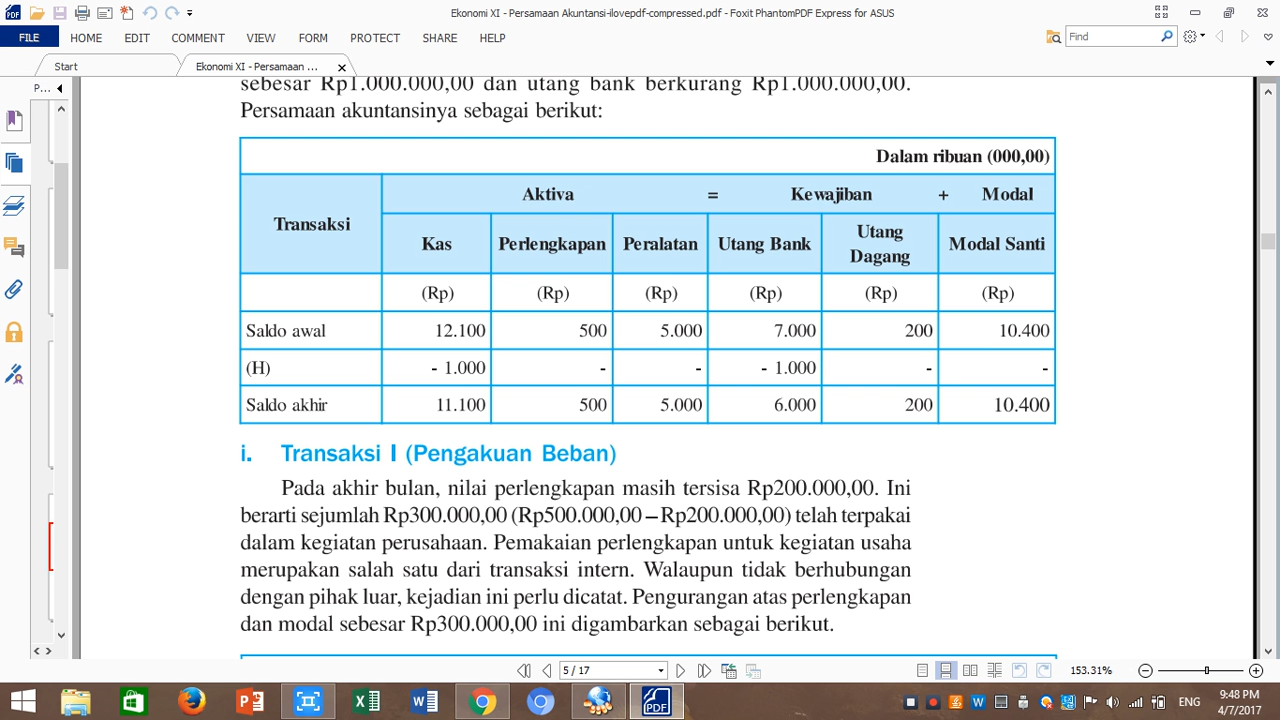 Ekonomi XI - Persamaan Akuntansi-ilovepdf-compressed.pdf - Foxit PhantomPDF Express for ASUS
FILE HOME EDIT COMMENT VIEW FORM PROTECT SHARE HELP Find
Start Ekonomi XI - Persamaan ...
P...
sebesar Rp1.000.000,00 dan utang bank berkurang Rp1.000.000,00.
Persamaan akuntansinya sebagai berikut:
Dalam ribuan (000,00)
Transaksi Aktiva = Kewajiban + Modal
Kas Perlengkapan Peralatan Utang Bank Utang Dagang Modal Santi
(Rp) (Rp) (Rp) (Rp) (Rp) (Rp)
Saldo awal 12.100 500 5.000 7.000 200 10.400
(H) - 1.000 - - - 1.000 - -
Saldo akhir 11.100 500 5.000 6.000 200 10.400
i. Transaksi I (Pengakuan Beban)
Pada akhir bulan, nilai perlengkapan masih tersisa Rp200.000,00. Ini
berarti sejumlah Rp300.000,00 (Rp500.000,00 – Rp200.000,00) telah terpakai
dalam kegiatan perusahaan. Pemakaian perlengkapan untuk kegiatan usaha
merupakan salah satu dari transaksi intern. Walaupun tidak berhubungan
dengan pihak luar, kejadian ini perlu dicatat. Pengurangan atas perlengkapan
dan modal sebesar Rp300.000,00 ini digambarkan sebagai berikut.
5 / 17 153.31%
ENG 9:48 PM
4/7/2017